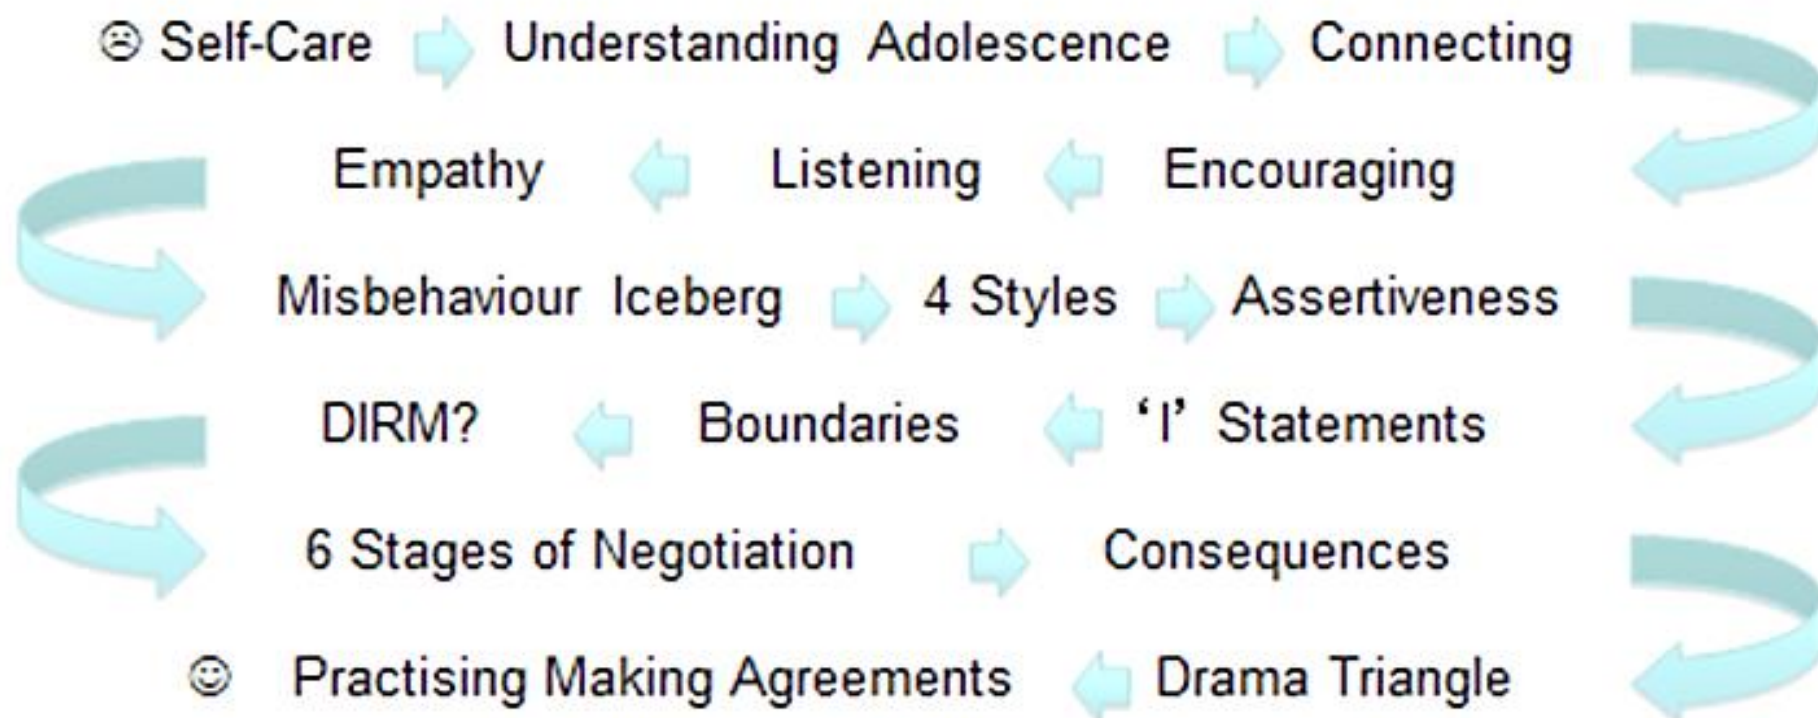 ☹ Self-Care Understanding Adolescence Connecting
Empathy Listening Encouraging
Misbehaviour Iceberg 4 Styles Assertiveness
DIRM? Boundaries ‘I’ Statements
6 Stages of Negotiation Consequences
☺ Practising Making Agreements Drama Triangle